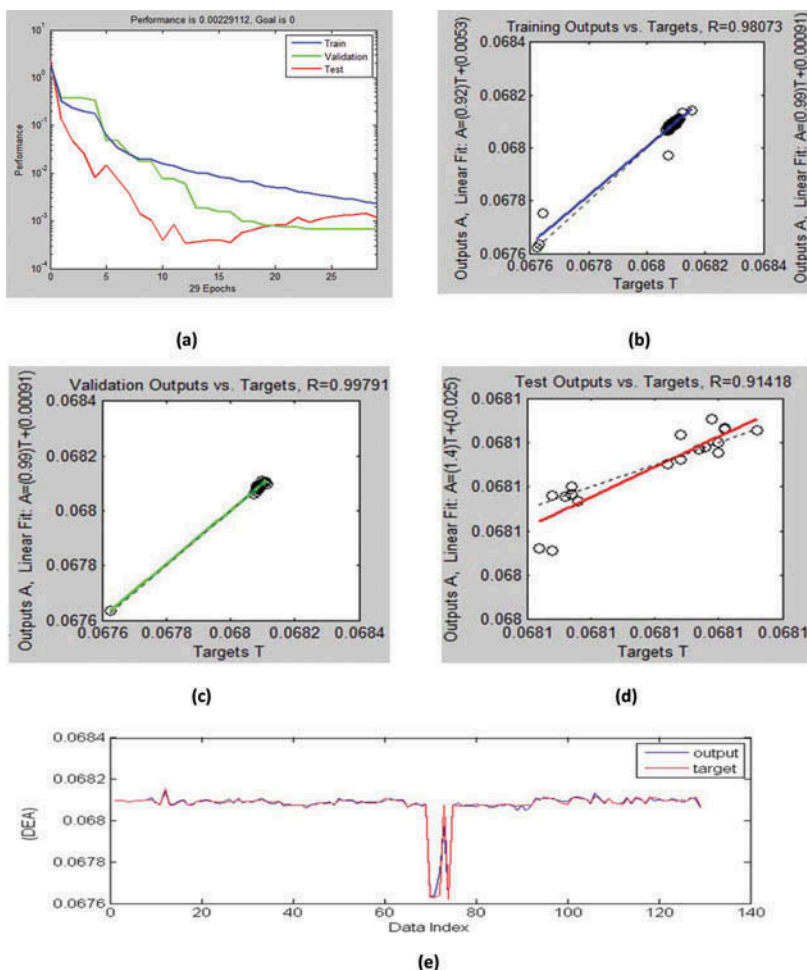 Performance is 0.00229112, Goal is 0
10^1
10^0
10^-1
10^-2
10^-3
10^-4
Performance
Train
Validation
Test
0 5 10 15 20 25
29 Epochs
(a)
Training Outputs vs. Targets, R=0.98073
Outputs A, Linear Fit: A=(0.92)T+(0.0053)
0.0684
0.0682
0.068
0.0678
0.0676
0.0676 0.0678 0.068 0.0682 0.0684
Targets T
Outputs A, Linear Fit: A=(0.99)T+(0.00091)
(b)
Validation Outputs vs. Targets, R=0.99791
Outputs A, Linear Fit: A=(0.99)T+(0.00091)
0.0684
0.0682
0.068
0.0678
0.0676
0.0676 0.0678 0.068 0.0682 0.0684
Targets T
(c)
Test Outputs vs. Targets, R=0.91418
Outputs A, Linear Fit: A=(1.4)T+(-0.025)
0.0681
0.0681
0.0681
0.0681
0.068
0.068
0.0681 0.0681 0.0681 0.0681 0.0681
Targets T
(d)
(DEA)
0.0684
0.0682
0.068
0.0678
0.0676
output
target
0 20 40 60 80 100 120 140
Data Index
(e)